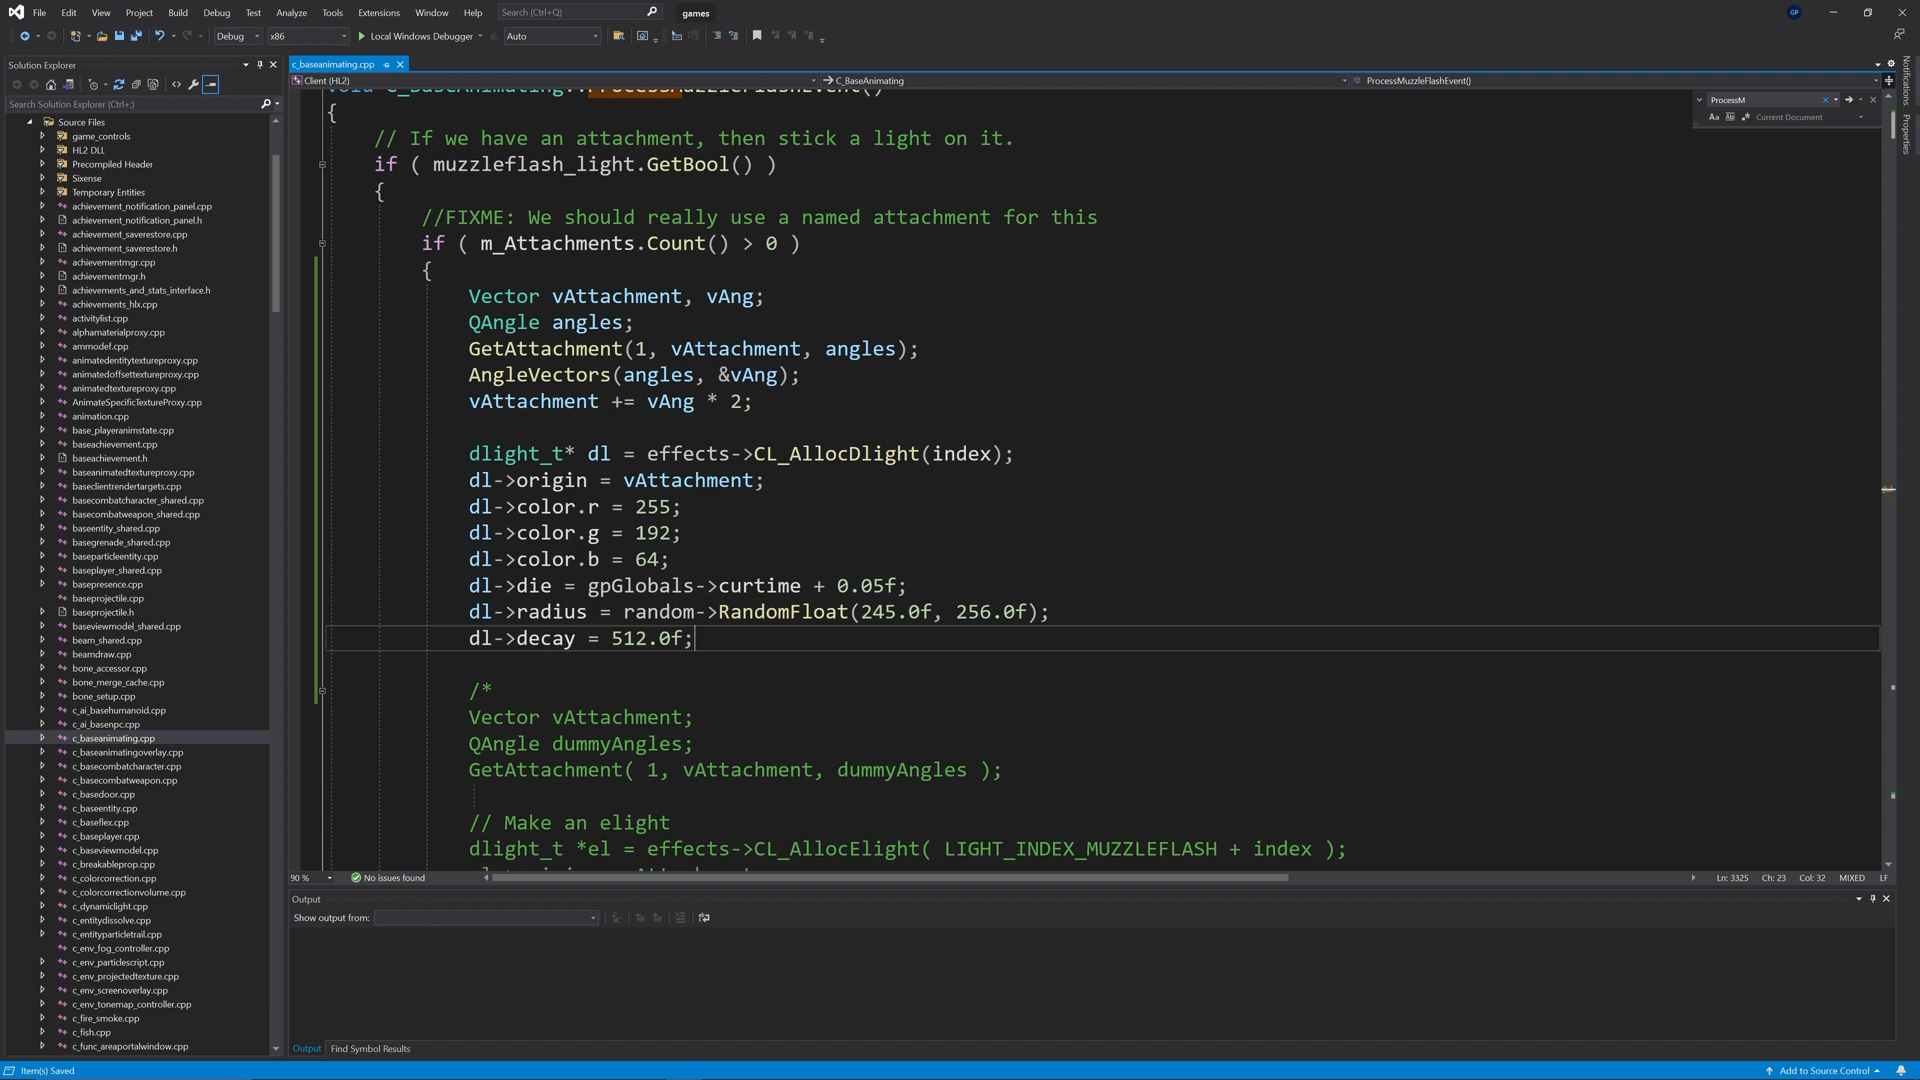 File Edit View Project Build Debug Test Analyze Tools Extensions Window Help Search (Ctrl+Q) games GP
Debug x86 Local Windows Debugger Auto
Solution Explorer
Search Solution Explorer (Ctrl+;)
Source Files
game_controls
HL2 DLL
Precompiled Header
Sixense
Temporary Entities
achievement_notification_panel.cpp
achievement_notification_panel.h
achievement_saverestore.cpp
achievement_saverestore.h
achievementmgr.cpp
achievementmgr.h
achievements_and_stats_interface.h
achievements_hlx.cpp
activitylist.cpp
alphamaterialproxy.cpp
ammodef.cpp
animatedentitytextureproxy.cpp
animatedoffsettextureproxy.cpp
animatedtextureproxy.cpp
AnimateSpecificTextureProxy.cpp
animation.cpp
base_playeranimstate.cpp
baseachievement.cpp
baseachievement.h
baseanimatedtextureproxy.cpp
baseclientrendertargets.cpp
basecombatcharacter_shared.cpp
basecombatweapon_shared.cpp
baseentity_shared.cpp
basegrenade_shared.cpp
baseparticleentity.cpp
baseplayer_shared.cpp
basepresence.cpp
baseprojectile.cpp
baseprojectile.h
baseviewmodel_shared.cpp
beam_shared.cpp
beamdraw.cpp
bone_accessor.cpp
bone_merge_cache.cpp
bone_setup.cpp
c_ai_basehumanoid.cpp
c_ai_basenpc.cpp
c_baseanimating.cpp
c_baseanimatingoverlay.cpp
c_basecombatcharacter.cpp
c_basecombatweapon.cpp
c_basedoor.cpp
c_baseentity.cpp
c_baseflex.cpp
c_baseplayer.cpp
c_baseviewmodel.cpp
c_breakableprop.cpp
c_colorcorrection.cpp
c_colorcorrectionvolume.cpp
c_dynamiclight.cpp
c_entitydissolve.cpp
c_entityparticletrail.cpp
c_env_fog_controller.cpp
c_env_particlescript.cpp
c_env_projectedtexture.cpp
c_env_screenoverlay.cpp
c_env_tonemap_controller.cpp
c_fire_smoke.cpp
c_fish.cpp
c_func_areaportalwindow.cpp
c_baseanimating.cpp
Client (HL2) C_BaseAnimating ProcessMuzzleFlashEvent()
ProcessM
Aa Current Document
void C_BaseAnimating::ProcessMuzzleFlashEvent()
{
// If we have an attachment, then stick a light on it.
if ( muzzleflash_light.GetBool() )
{
//FIXME: We should really use a named attachment for this
if ( m_Attachments.Count() > 0 )
{
Vector vAttachment, vAng;
QAngle angles;
GetAttachment(1, vAttachment, angles);
AngleVectors(angles, &vAng);
vAttachment += vAng * 2;
dlight_t* dl = effects->CL_AllocDlight(index);
dl->origin = vAttachment;
dl->color.r = 255;
dl->color.g = 192;
dl->color.b = 64;
dl->die = gpGlobals->curtime + 0.05f;
dl->radius = random->RandomFloat(245.0f, 256.0f);
dl->decay = 512.0f;
/*
Vector vAttachment;
QAngle dummyAngles;
GetAttachment( 1, vAttachment, dummyAngles );
// Make an elight
dlight_t *el = effects->CL_AllocElight( LIGHT_INDEX_MUZZLEFLASH + index );
90 % No issues found Ln: 3325 Ch: 23 Col: 32 MIXED LF
Output
Show output from:
Output Find Symbol Results
Item(s) Saved Add to Source Control
Notifications
Properties